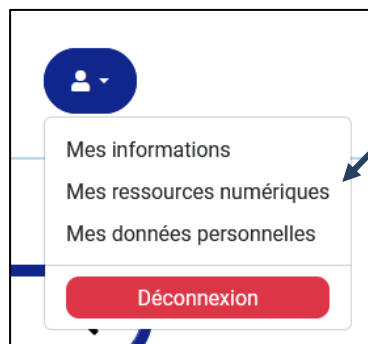 Mes informations
Mes ressources numériques
Mes données personnelles
Déconnexion